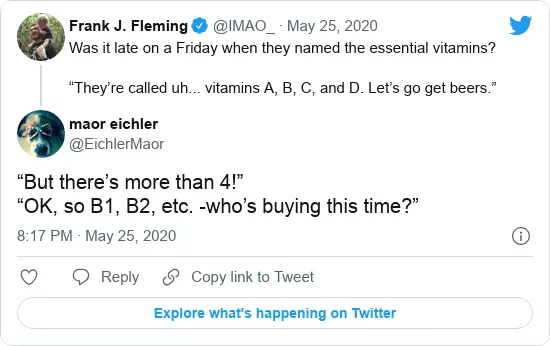 Frank J. Fleming @IMAO_ · May 25, 2020
Was it late on a Friday when they named the essential vitamins?
“They’re called uh... vitamins A, B, C, and D. Let’s go get beers.”
maor eichler
@EichlerMaor
“But there’s more than 4!”
“OK, so B1, B2, etc. -who’s buying this time?”
8:17 PM · May 25, 2020
Reply Copy link to Tweet
Explore what's happening on Twitter